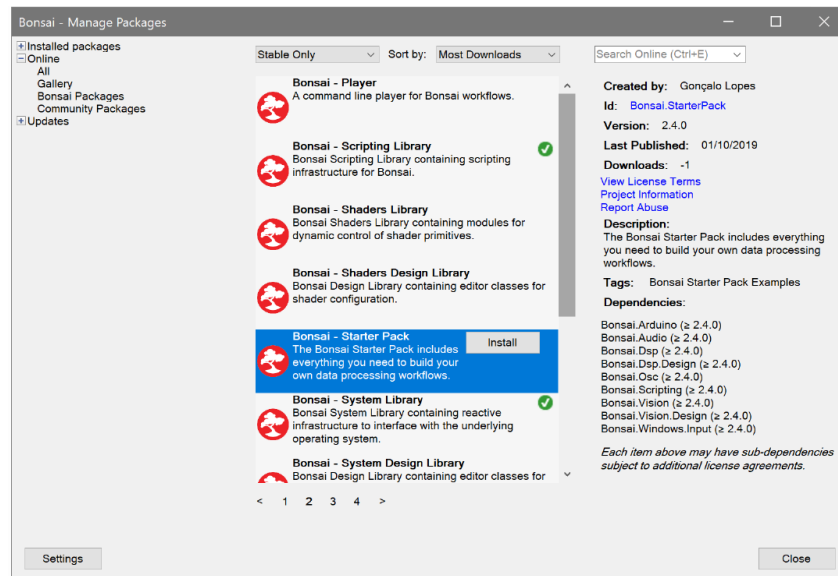 Bonsai - Manage Packages
Installed packages
Online
All
Gallery
Bonsai Packages
Community Packages
Updates
Stable Only
Sort by:
Most Downloads
Bonsai - Player
A command line player for Bonsai workflows.
Bonsai - Scripting Library
Bonsai Scripting Library containing scripting
infrastructure for Bonsai.
Bonsai - Shaders Library
Bonsai Shaders Library containing modules for
dynamic control of shader primitives.
Bonsai - Shaders Design Library
Bonsai Design Library containing editor classes for
shader configuration.
Bonsai - Starter Pack
The Bonsai Starter Pack includes
everything you need to build your
own data processing workflows.
Install
Bonsai - System Library
Bonsai System Library containing reactive
infrastructure to interface with the underlying
operating system.
Bonsai - System Design Library
Bonsai Design Library containing editor classes for
< 1 2 3 4 >
Search Online (Ctrl+E)
Created by: Gonçalo Lopes
Id: Bonsai.StarterPack
Version: 2.4.0
Last Published: 01/10/2019
Downloads: -1
View License Terms
Project Information
Report Abuse
Description:
The Bonsai Starter Pack includes everything
you need to build your own data processing
workflows.
Tags: Bonsai Starter Pack Examples
Dependencies:
Bonsai.Arduino (≥ 2.4.0)
Bonsai.Audio (≥ 2.4.0)
Bonsai.Dsp (≥ 2.4.0)
Bonsai.Dsp.Design (≥ 2.4.0)
Bonsai.Osc (≥ 2.4.0)
Bonsai.Scripting (≥ 2.4.0)
Bonsai.Vision (≥ 2.4.0)
Bonsai.Vision.Design (≥ 2.4.0)
Bonsai.Windows.Input (≥ 2.4.0)
Each item above may have sub-dependencies
subject to additional license agreements.
Settings
Close